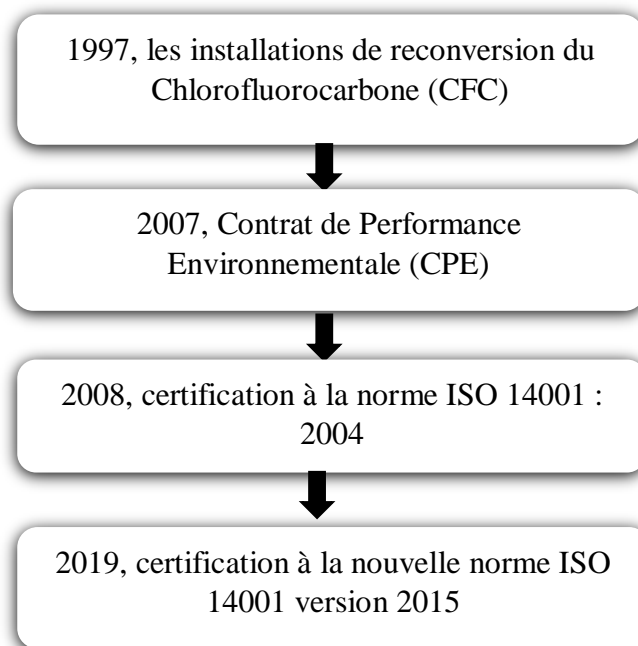 1997, les installations de reconversion du
Chlorofluorocarbone (CFC)
2007, Contrat de Performance
Environnementale (CPE)
2008, certification à la norme ISO 14001 :
2004
2019, certification à la nouvelle norme ISO
14001 version 2015